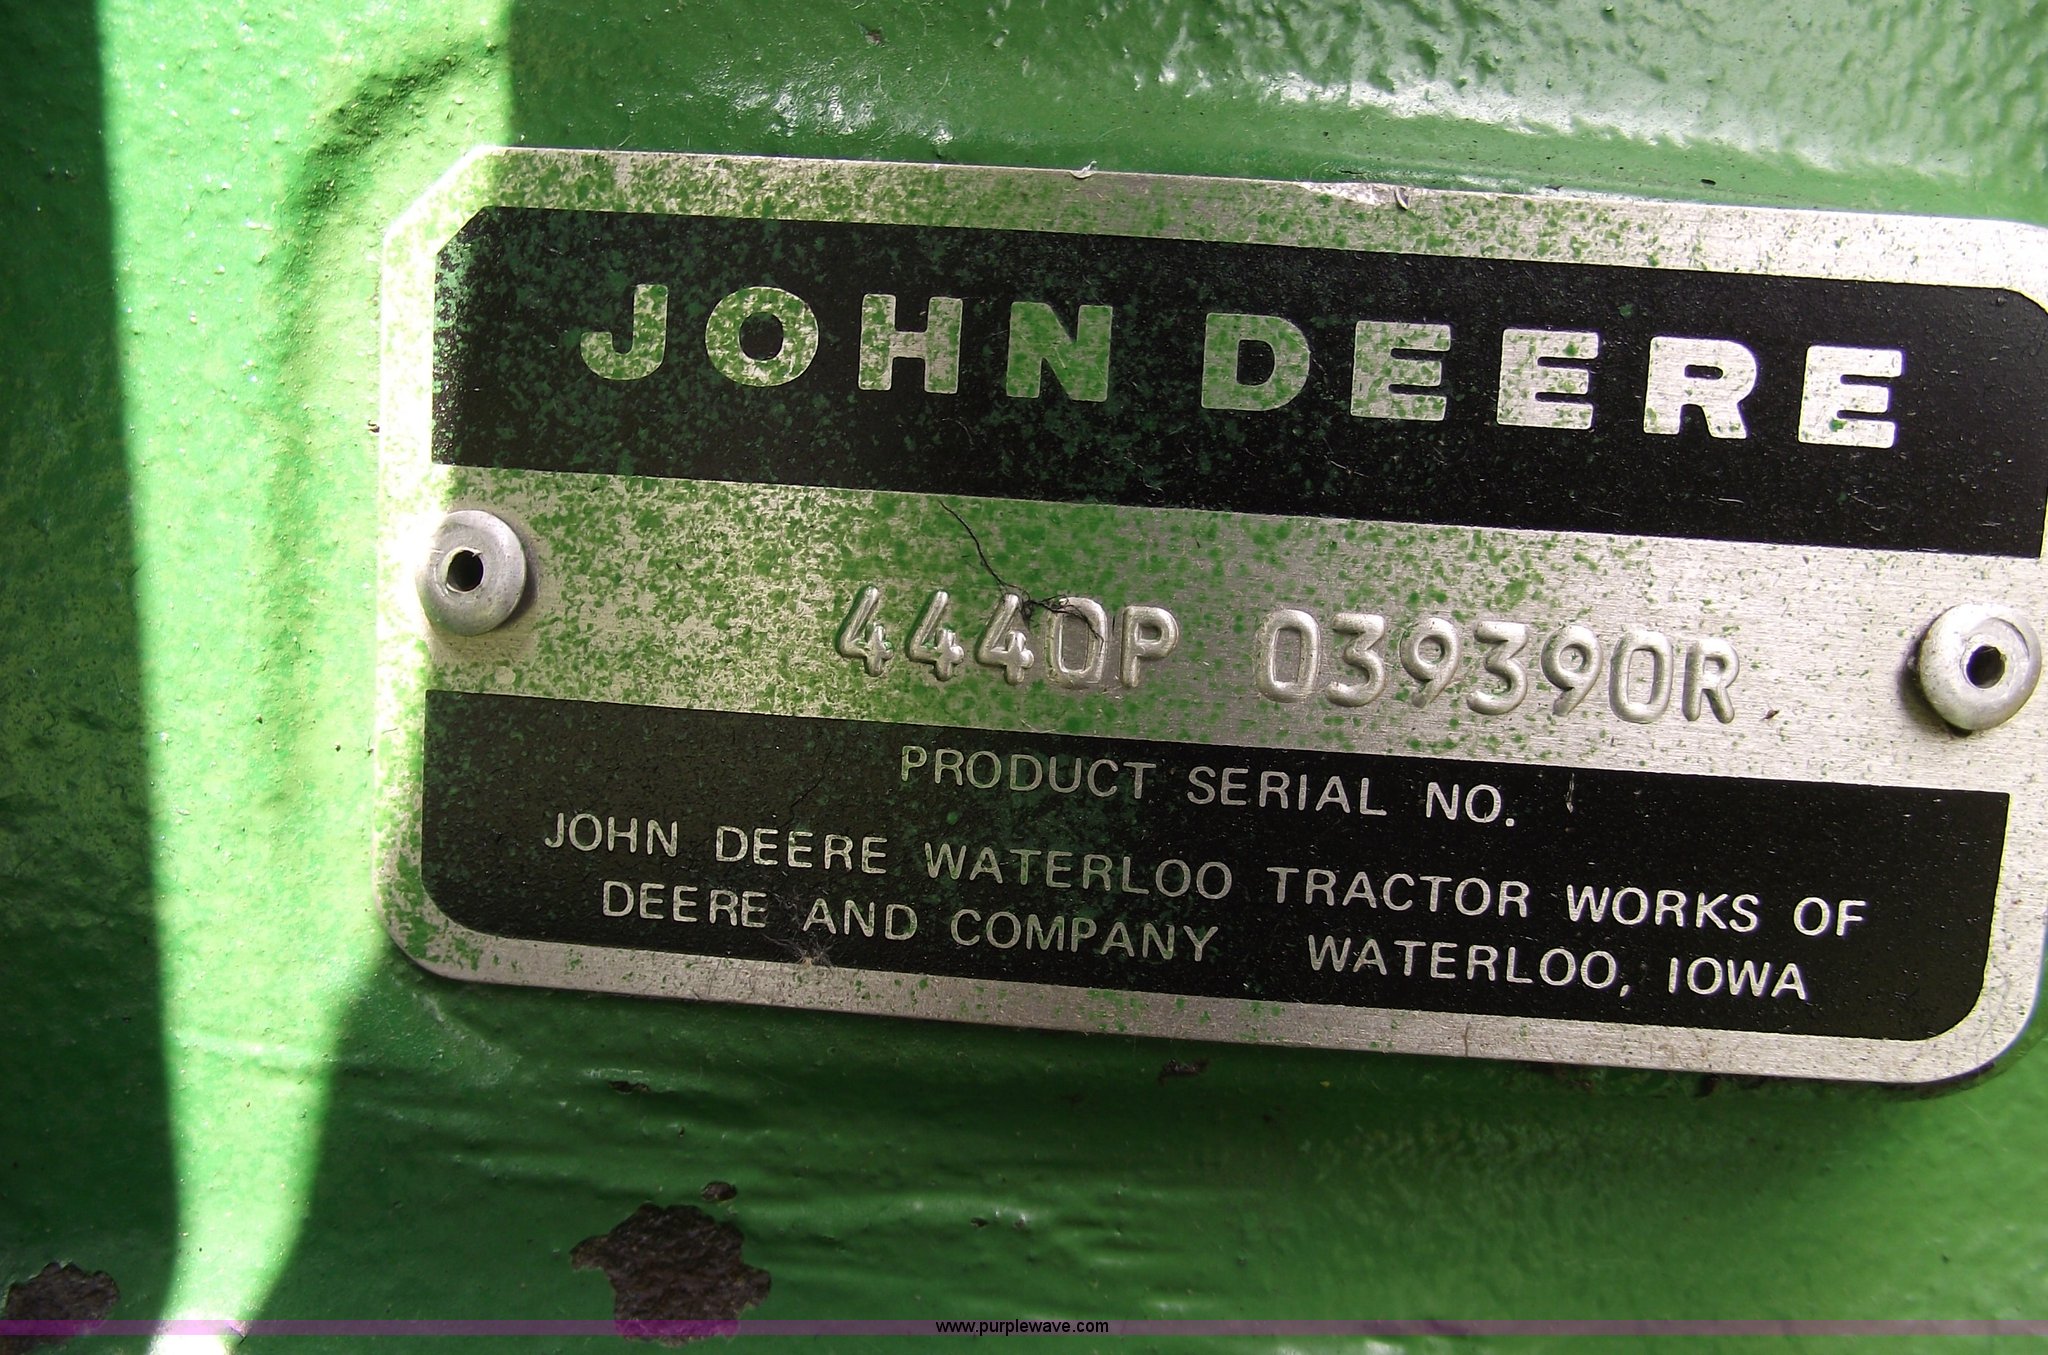 JOHN DEERE
4440P 039390R
PRODUCT SERIAL NO.
JOHN DEERE WATERLOO TRACTOR WORKS OF
DEERE AND COMPANY WATERLOO, IOWA
www.purplewave.com